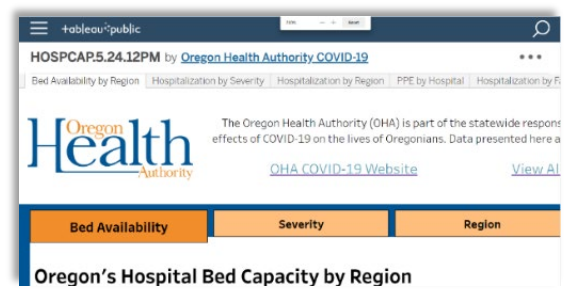 +ableau public
HOSPCAP.5.24.12PM by Oregon Health Authority COVID-19
Bed Availability by Region Hospitalization by Severity Hospitalization by Region PPE by Hospital Hospitalization by F
Oregon
Health
Authority
The Oregon Health Authority (OHA) is part of the statewide respons
effects of COVID-19 on the lives of Oregonians. Data presented here a
OHA COVID-19 Website View Al
Bed Availability Severity Region
Oregon's Hospital Bed Capacity by Region